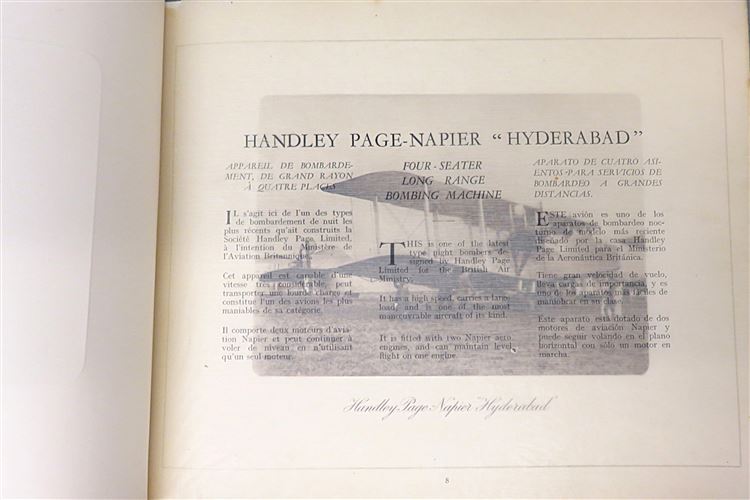 HANDLEY PAGE-NAPIER "HYDERABAD"
APPAREIL DE BOMBARDE-
MENT, DE GRAND RAYON
À QUATRE PLACES
IL s'agit ici de l'un des types
de bombardement de nuit les
plus récents qu'ait construits la
Société Handley Page, Limited,
à l'intention du Ministère de
l'Aviation Britannique.
Cet appareil est capable d'une
vitesse très considérable, peut
transporter une lourde charge et
constitue l'un des avions les plus
maniables de sa catégorie.
Il comporte deux moteurs d'avia-
tion Napier et peut continuer à
voler de niveau en n'utilisant
qu'un seul moteur.
FOUR-SEATER
LONG RANGE
BOMBING MACHINE
THIS is one of the latest
type night bombers de-
signed by Handley Page
Limited for the British Air
Ministry.
It has a high speed, carries a large
load and is one of the most
manœuvrable aircraft of its kind.
It is fitted with two Napier aero
engines, and can maintain level
flight on one engine.
APARATO DE CUATRO ASI-
ENTOS PARA SERVICIOS DE
BOMBARDEO A GRANDES
DISTANCIAS.
ESTE avión es uno de los
aparatos de bombardeo noc-
turno de modelo más reciente
diseñado por la casa Handley
Page Limited para el Ministerio
de la Aeronáutica Británica.
Tiene gran velocidad de vuelo,
lleva cargas de importancia, y es
uno de los aparatos más fáciles de
maniobrar en su clase.
Este aparato está dotado de dos
motores de aviación Napier y
puede seguir volando en el plano
horizontal con sólo un motor en
marcha.
Handley Page Napier "Hyderabad"
8